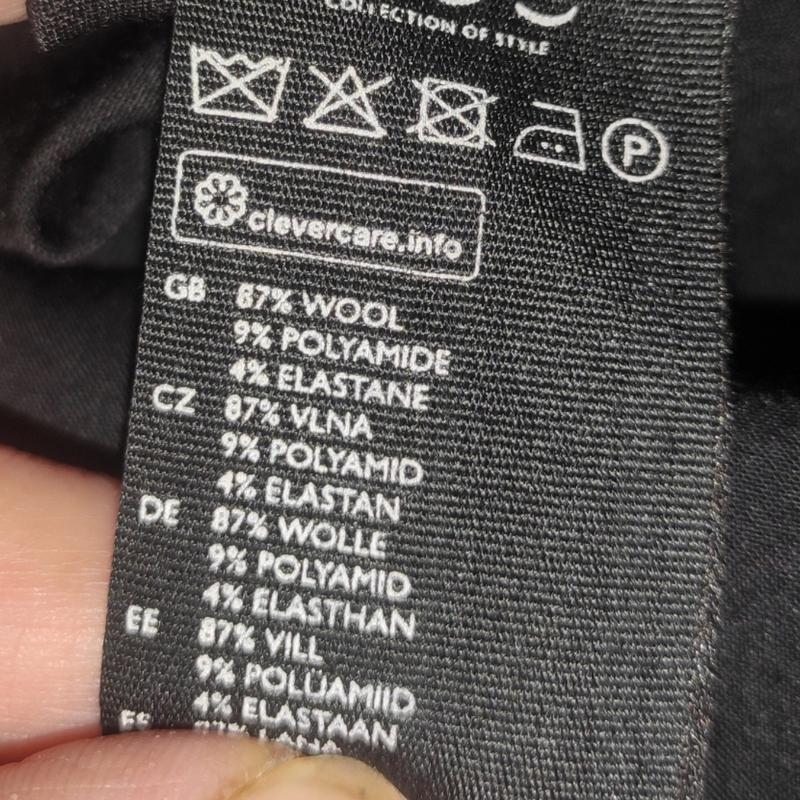 COLLECTION OF STYLE
P
clevercare.info
GB 87% WOOL
9% POLYAMIDE
4% ELASTANE
CZ 87% VLNA
9% POLYAMID
4% ELASTAN
DE 87% WOLLE
9% POLYAMID
4% ELASTHAN
EE 87% VILL
9% POLÜAMIID
4% ELASTAAN